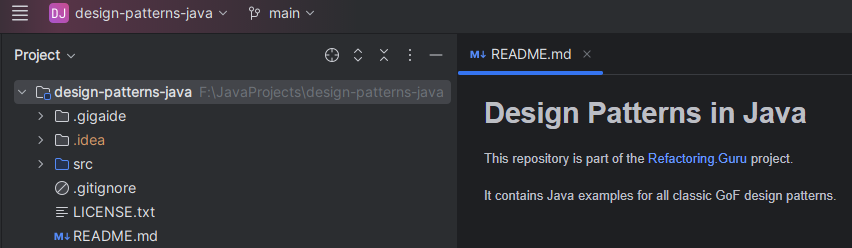 DJ design-patterns-java main
Project
design-patterns-java F:\JavaProjects\design-patterns-java
.gigaide
.idea
src
.gitignore
LICENSE.txt
M↓ README.md
M↓ README.md ×
Design Patterns in Java
This repository is part of the Refactoring.Guru project.
It contains Java examples for all classic GoF design patterns.